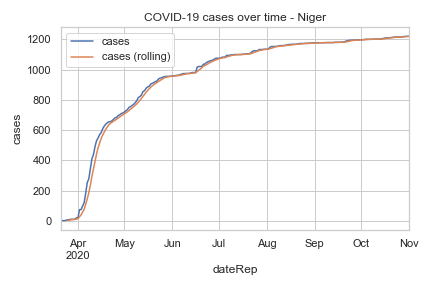 COVID-19 cases over time - Niger
cases
cases (rolling)
1200
1000
800
600
400
200
0
cases
Apr
2020
May
Jun
Jul
Aug
Sep
Oct
Nov
dateRep